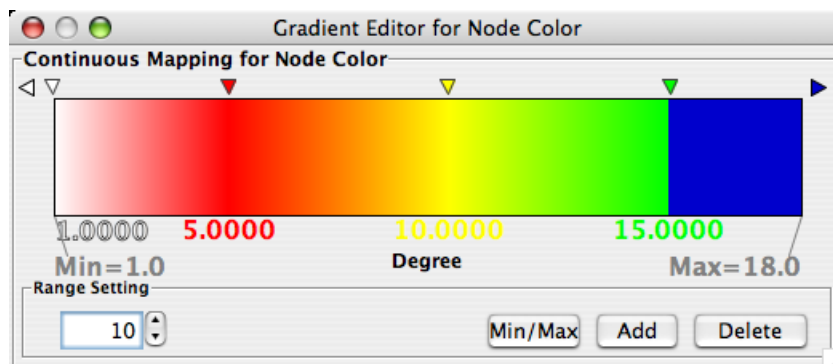 Gradient Editor for Node Color
Continuous Mapping for Node Color
1.0000 5.0000 10.0000 15.0000
Min=1.0 Degree Max=18.0
Range Setting
10 Min/Max Add Delete